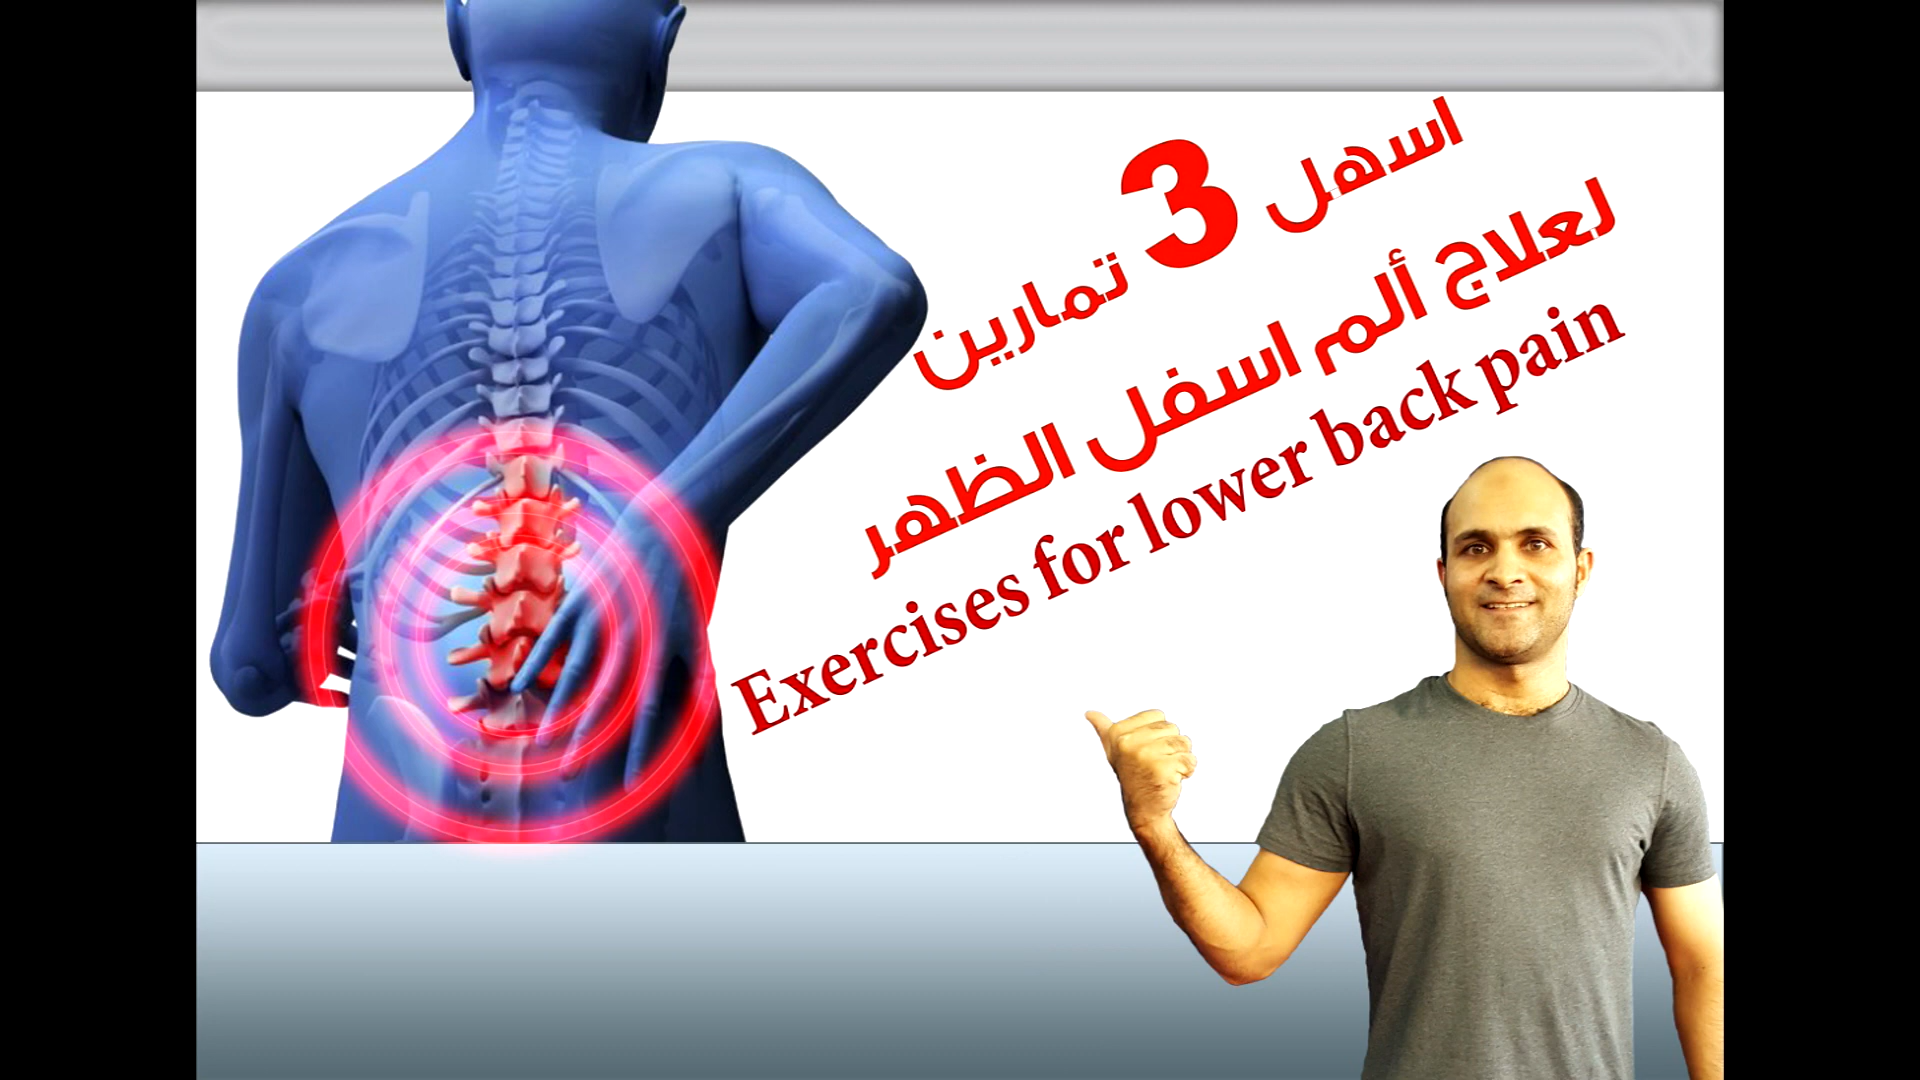 اسهل 3 تمارين
لعلاج ألم اسفل الظهر
Exercises for lower back pain